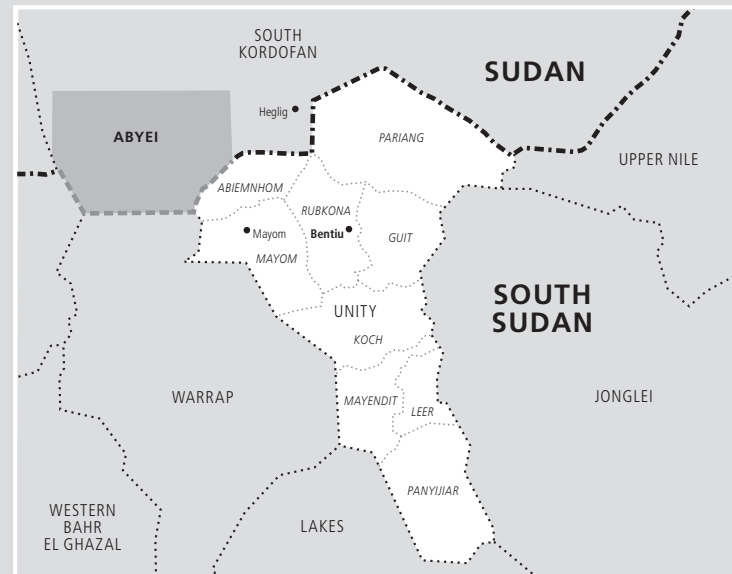 SOUTH
KORDOFAN
SUDAN
Heglig
ABYEI
PARIANG
UPPER NILE
ABIEMNHOM
RUBKONA
Mayom
Bentiu
GUIT
MAYOM
SOUTH
SUDAN
UNITY
KOCH
WARRAP
MAYENDIT
LEER
JONGLEI
PANYIJIAR
WESTERN
BAHR
EL GHAZAL
LAKES